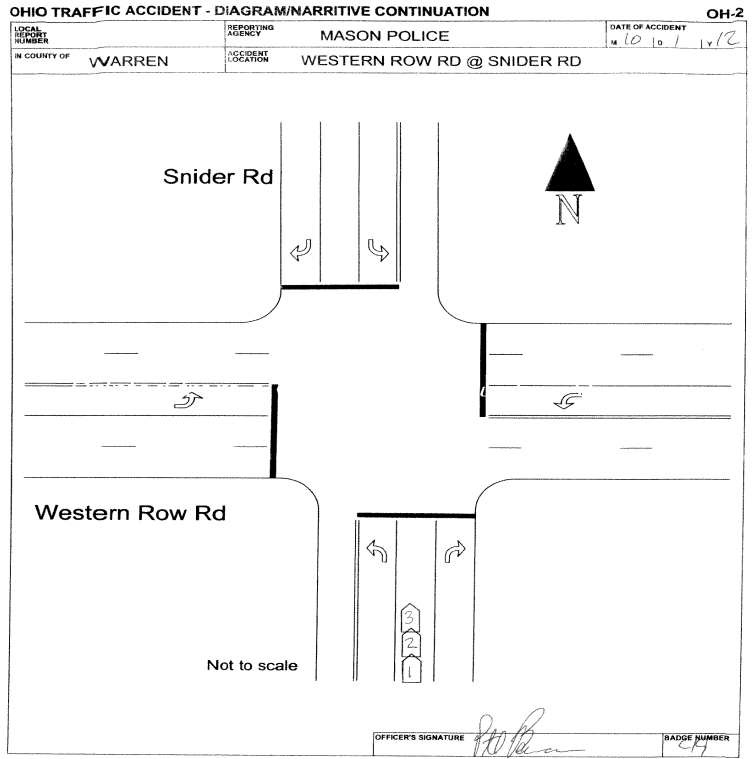 OHIO TRAFFIC ACCIDENT - DIAGRAM/NARRITIVE CONTINUATION
OH-2
LOCAL REPORT NUMBER
REPORTING AGENCY MASON POLICE
DATE OF ACCIDENT
M 10 D 1 Y 12
IN COUNTY OF WARREN
ACCIDENT LOCATION WESTERN ROW RD @ SNIDER RD
Snider Rd
N
Western Row Rd
3
2
1
Not to scale
OFFICER'S SIGNATURE
BADGE NUMBER